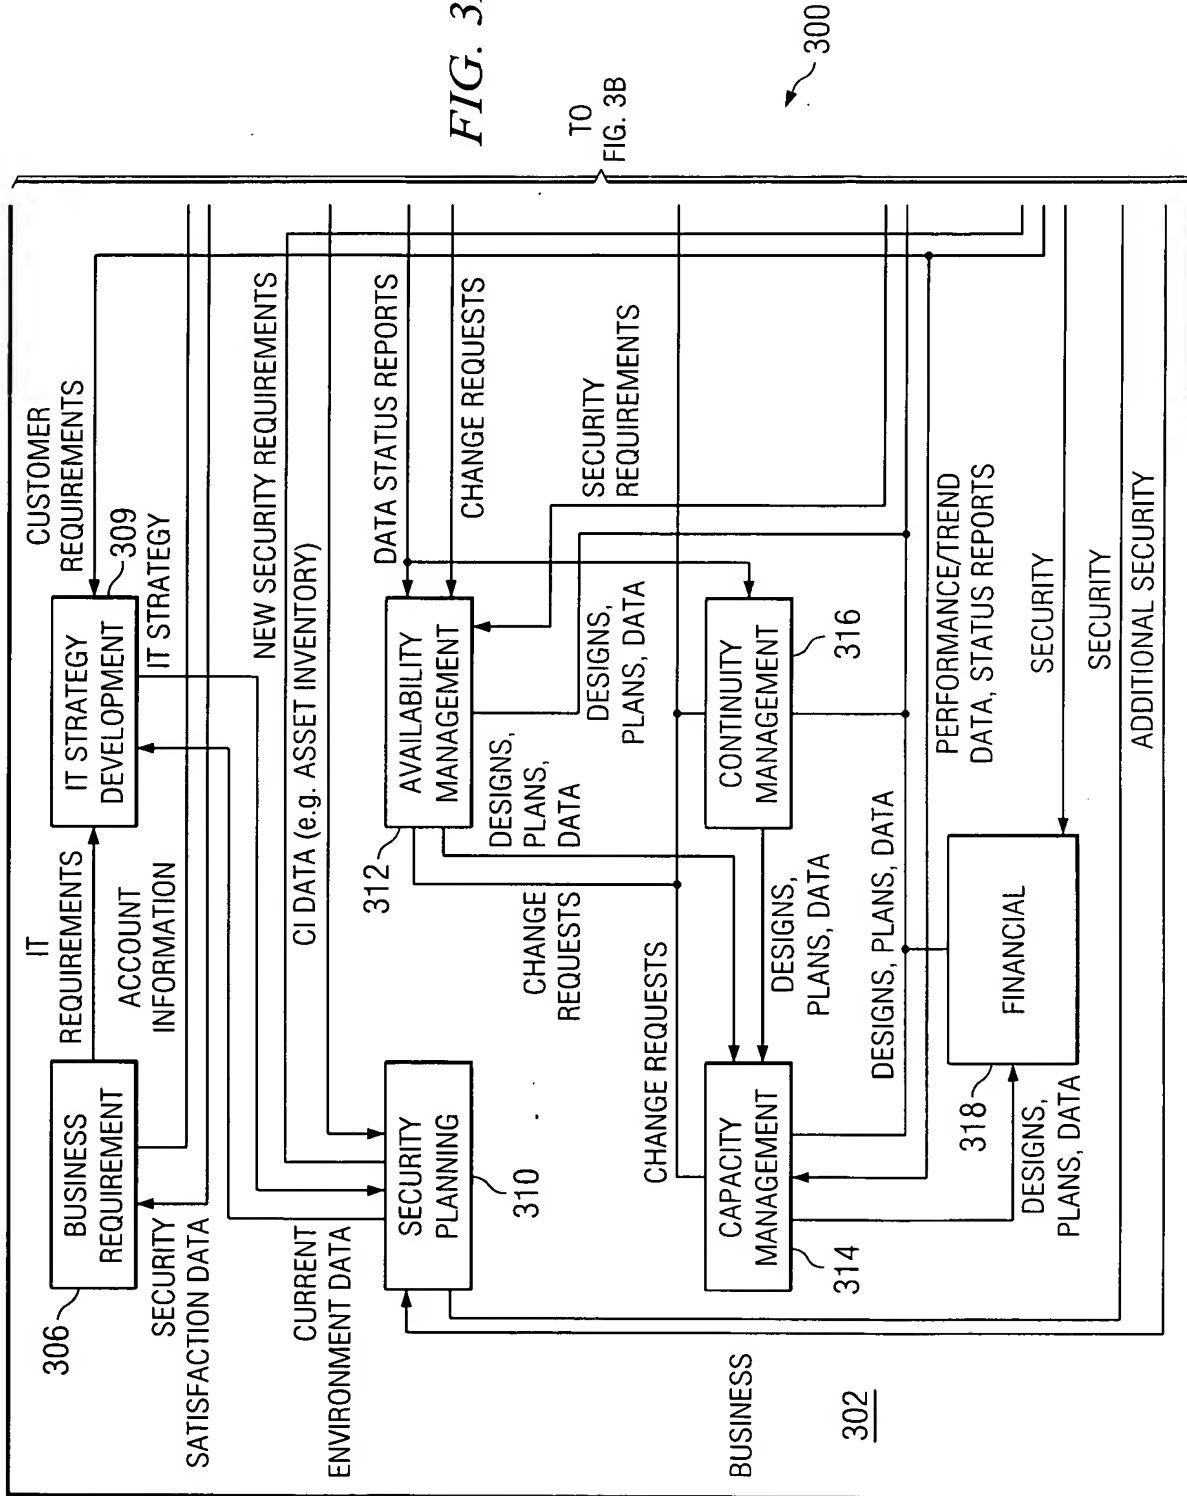 FIG. 3
TO
FIG. 3B
300
CUSTOMER
REQUIREMENTS
309
IT STRATEGY
DEVELOPMENT
IT STRATEGY
IT
REQUIREMENTS
ACCOUNT
INFORMATION
BUSINESS
REQUIREMENT
306
SECURITY
SATISFACTION DATA
NEW SECURITY REQUIREMENTS
CI DATA (e.g. ASSET INVENTORY)
SECURITY
PLANNING
310
CURRENT
ENVIRONMENT DATA
DATA STATUS REPORTS
CHANGE REQUESTS
SECURITY
REQUIREMENTS
AVAILABILITY
MANAGEMENT
312
DESIGNS,
PLANS, DATA
DESIGNS,
PLANS,
DATA
CHANGE
REQUESTS
CONTINUITY
MANAGEMENT
316
CHANGE REQUESTS
DESIGNS,
PLANS, DATA
DESIGNS, PLANS, DATA
CAPACITY
MANAGEMENT
314
PERFORMANCE/TREND
DATA, STATUS REPORTS
FINANCIAL
318
DESIGNS,
PLANS, DATA
SECURITY
SECURITY
ADDITIONAL SECURITY
BUSINESS
302